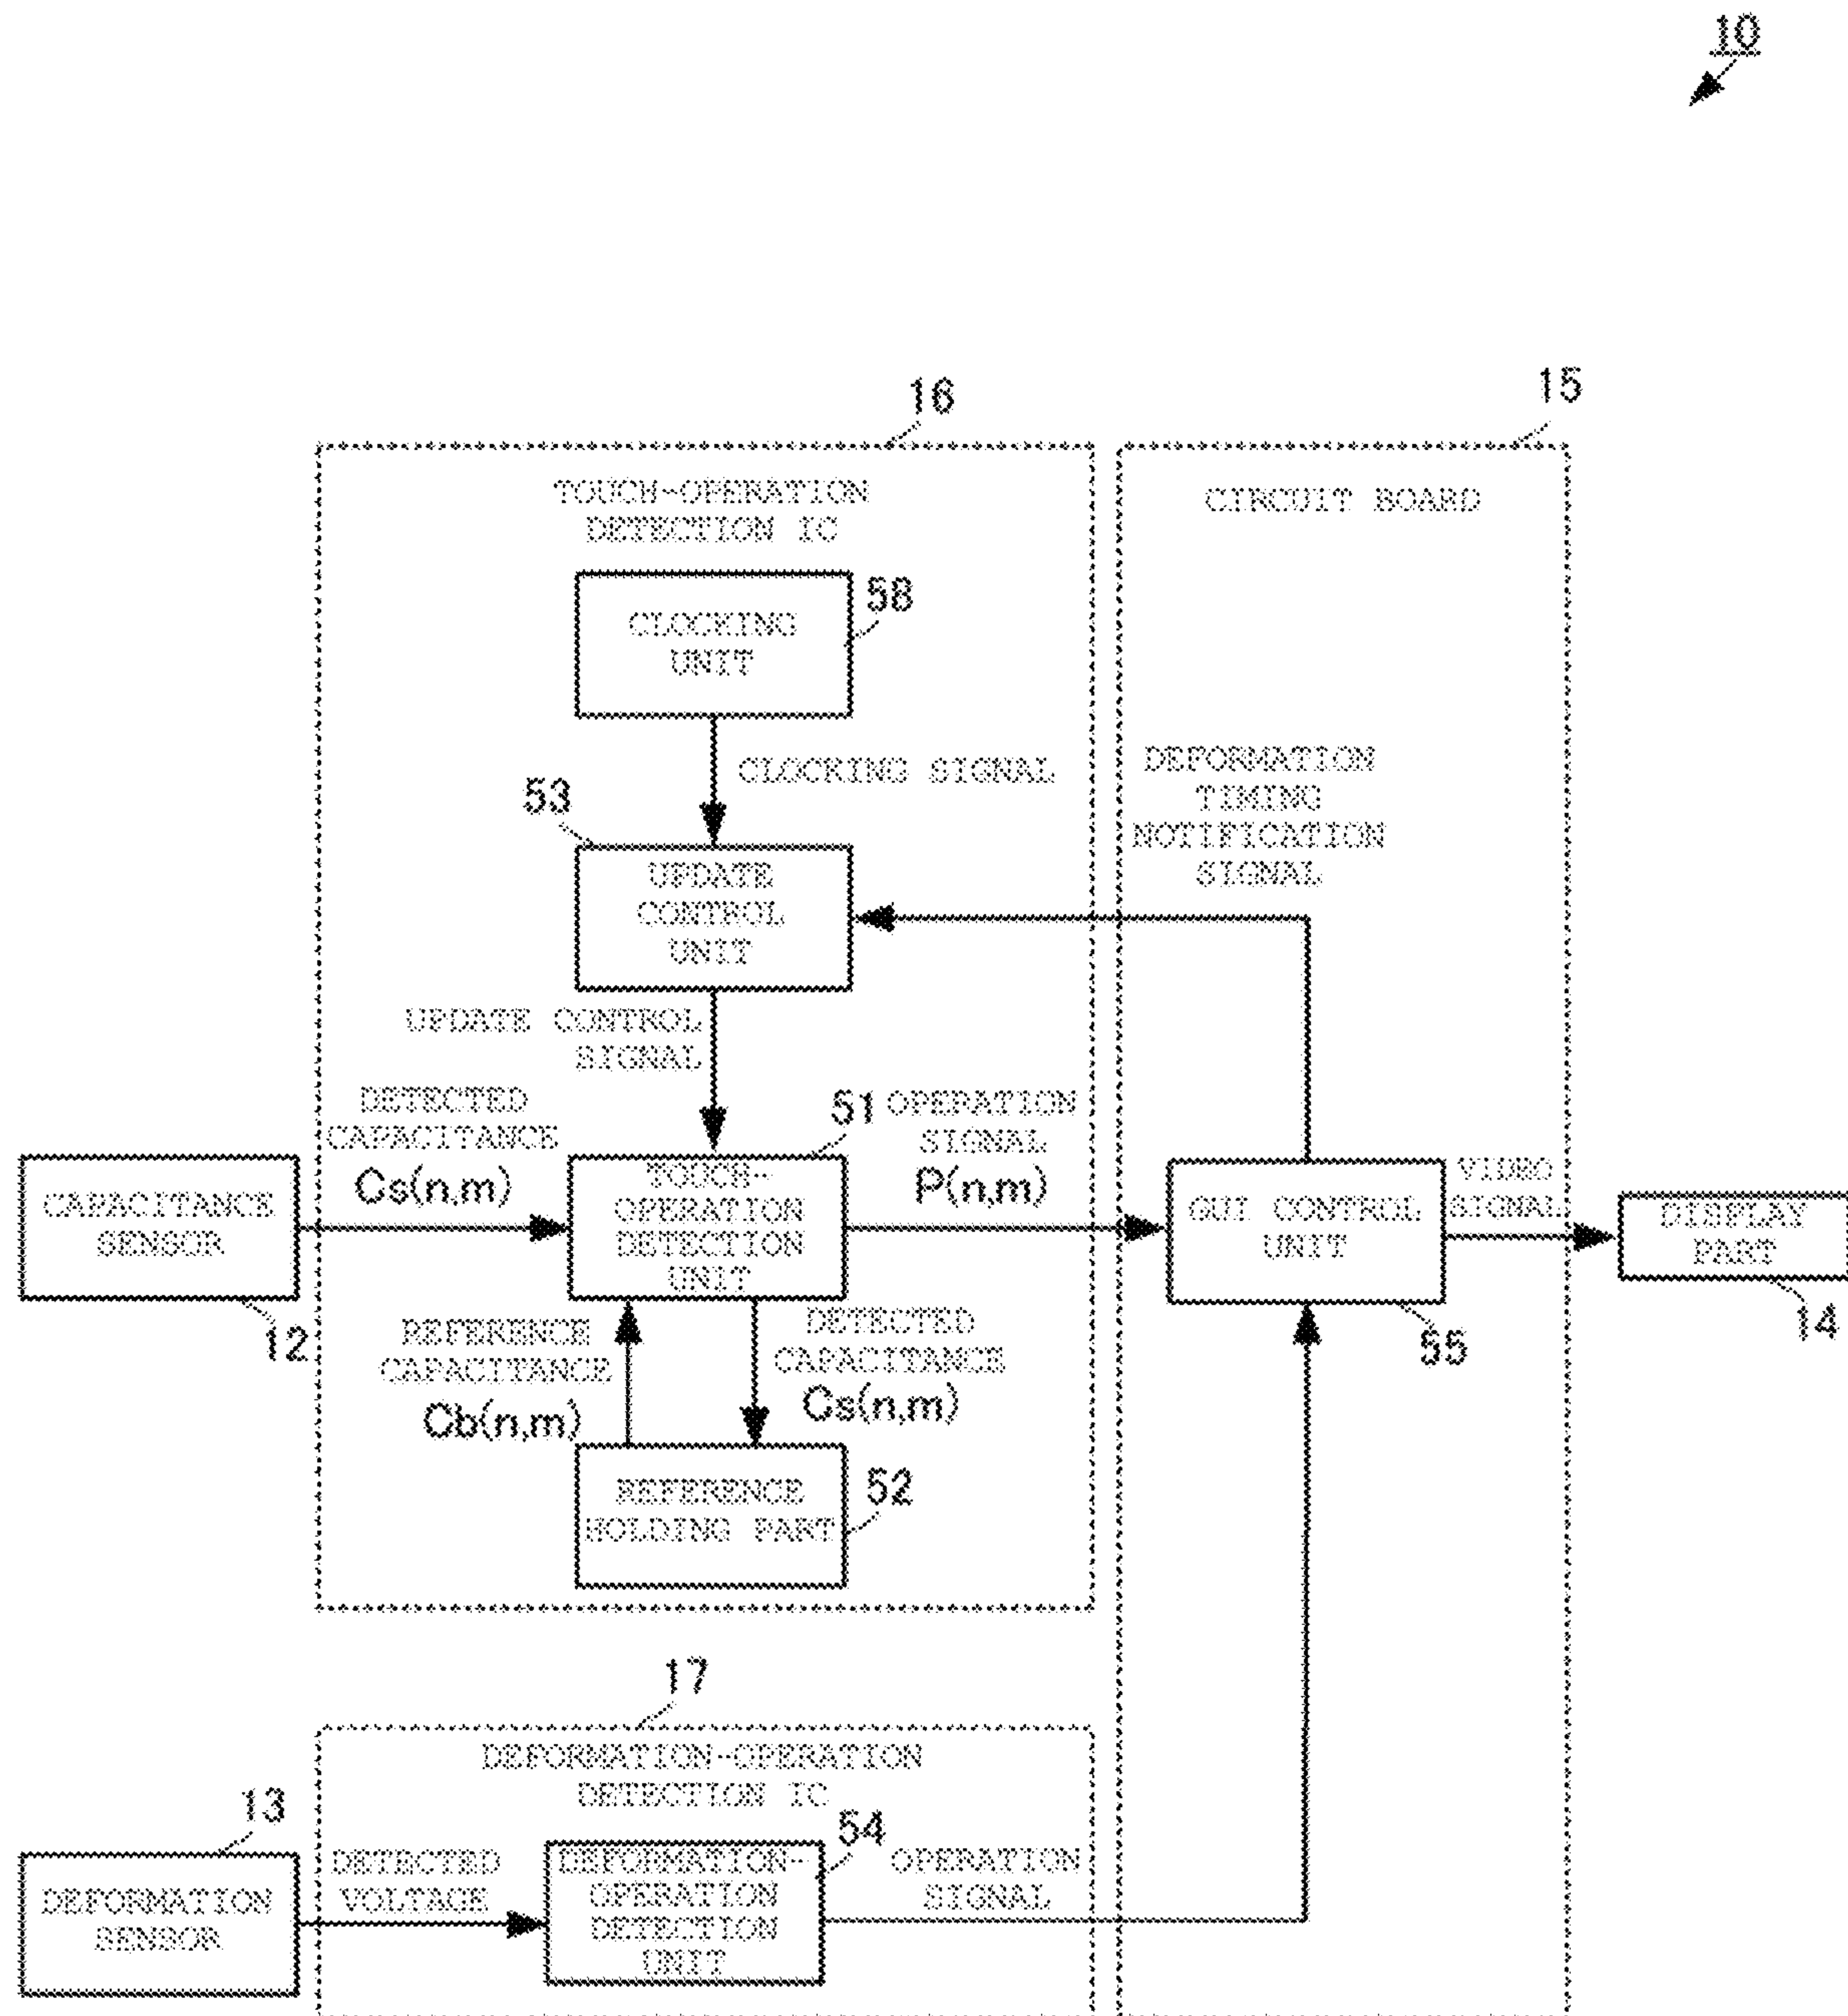 10
16
15
TOUCH-OPERATION
DETECTION IC
CIRCUIT BOARD
58
CLOCKING
UNIT
CLOCKING SIGNAL
DEFORMATION
TIMING
NOTIFICATION
SIGNAL
53
UPDATE
CONTROL
UNIT
UPDATE CONTROL
SIGNAL
DETECTED
CAPACITANCE
Cs(n,m)
51
OPERATION
SIGNAL
P(n,m)
CAPACITANCE
SENSOR
12
TOUCH-
OPERATION
DETECTION
UNIT
GUI CONTROL
UNIT
55
VIDEO
SIGNAL
DISPLAY
PART
14
REFERENCE
CAPACITANCE
Cb(n,m)
DETECTED
CAPACITANCE
Cs(n,m)
REFERENCE
HOLDING PART
52
17
DEFORMATION-OPERATION
DETECTION IC
13
DEFORMATION
SENSOR
DETECTED
VOLTAGE
54
DEFORMATION-
OPERATION
DETECTION
UNIT
OPERATION
SIGNAL